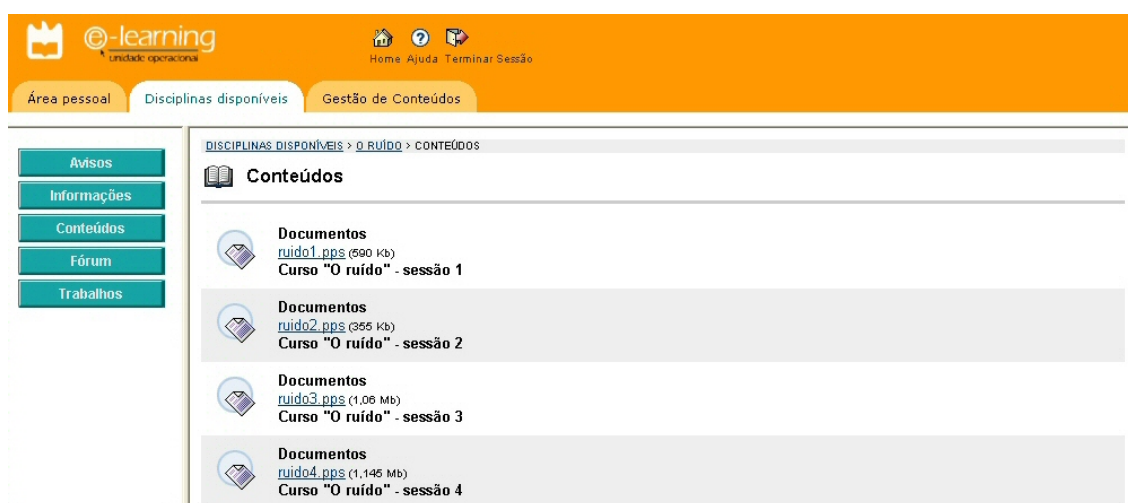 e-learning
unidade operacional
Home Ajuda Terminar Sessão
Área pessoal Disciplinas disponíveis Gestão de Conteúdos
DISCIPLINAS DISPONÍVEIS > O RUÍDO > CONTEÚDOS
Conteúdos
Avisos
Informações
Conteúdos
Fórum
Trabalhos
Documentos
ruido1.pps (590 Kb)
Curso "O ruído" - sessão 1
Documentos
ruido2.pps (355 Kb)
Curso "O ruído" - sessão 2
Documentos
ruido3.pps (1,06 Mb)
Curso "O ruído" - sessão 3
Documentos
ruido4.pps (1,145 Mb)
Curso "O ruído" - sessão 4